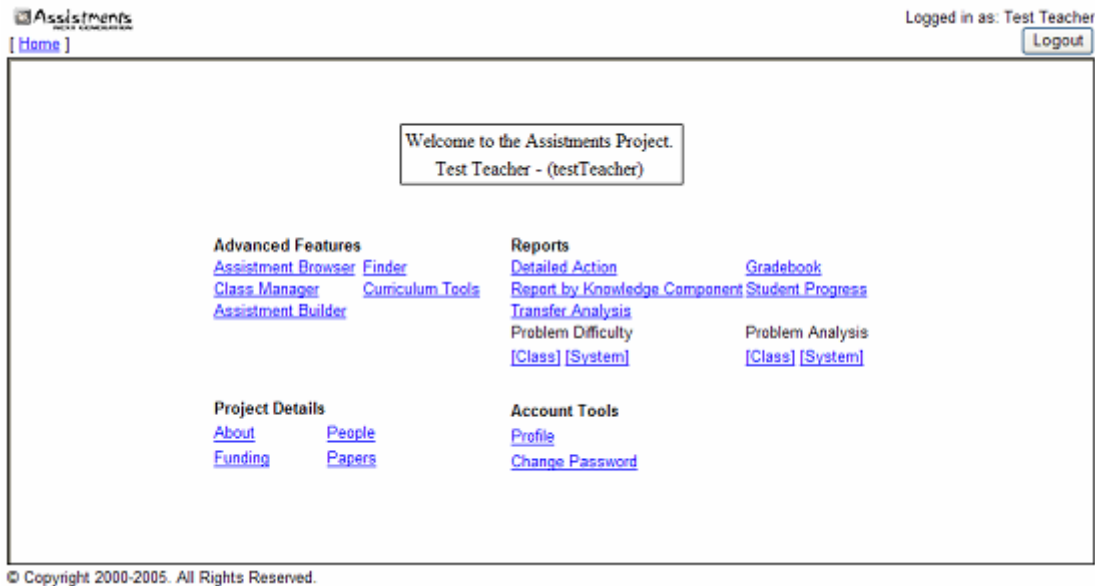 Assistments
NEXT GENERATION
Logged in as: Test Teacher
[ Home ]
Logout
Welcome to the Assistments Project.
Test Teacher - (testTeacher)
Advanced Features
Assistment Browser Finder
Class Manager Curriculum Tools
Assistment Builder
Reports
Detailed Action Gradebook
Report by Knowledge Component Student Progress
Transfer Analysis
Problem Difficulty Problem Analysis
[Class] [System] [Class] [System]
Project Details
About People
Funding Papers
Account Tools
Profile
Change Password
© Copyright 2000-2005. All Rights Reserved.